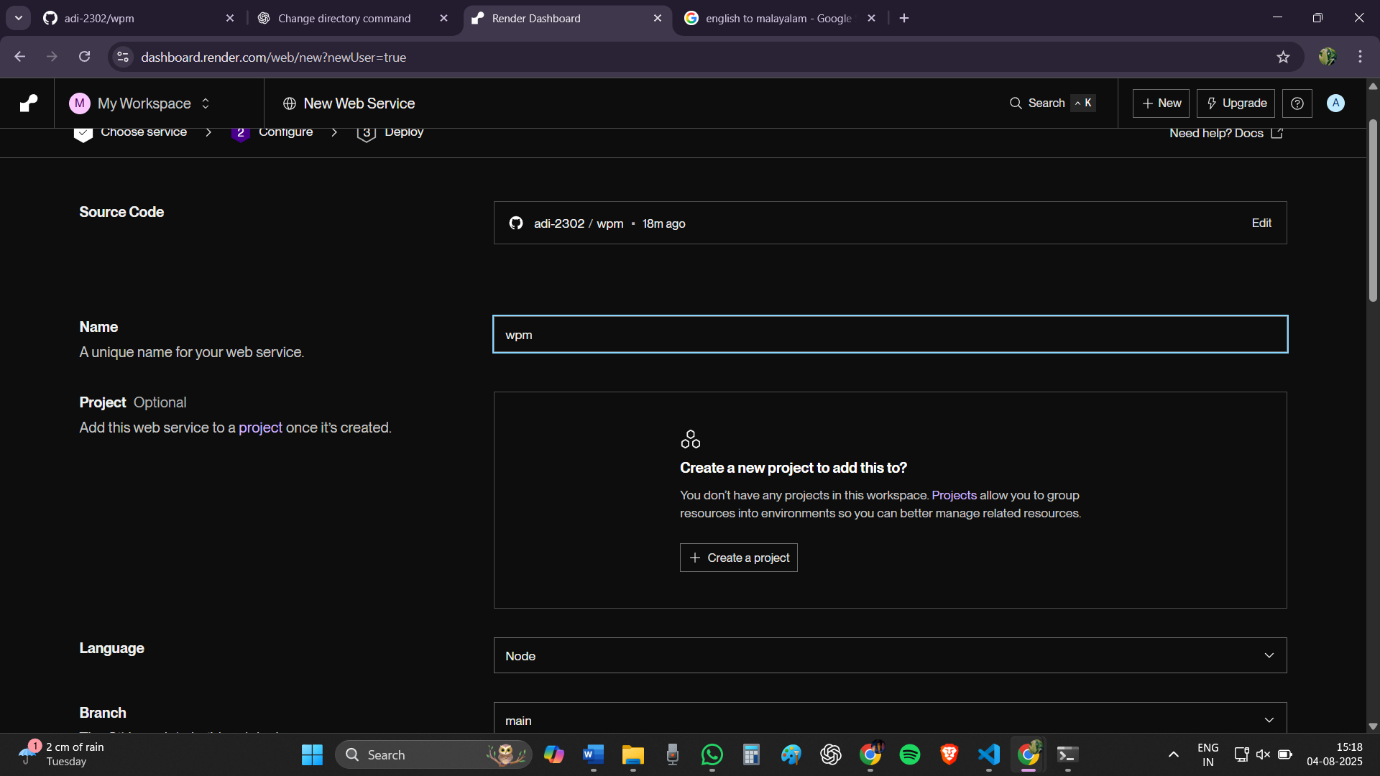 adi-2302/wpm
Change directory command
Render Dashboard
english to malayalam - Google
dashboard.render.com/web/new?newUser=true
M My Workspace
New Web Service
Search ^ K
+ New
Upgrade
A
Choose service
2 Configure
3 Deploy
Need help? Docs
Source Code
adi-2302 / wpm • 18m ago
Edit
Name
A unique name for your web service.
wpm
Project Optional
Add this web service to a project once it's created.
Create a new project to add this to?
You don't have any projects in this workspace. Projects allow you to group
resources into environments so you can better manage related resources.
+ Create a project
Language
Node
Branch
main
1
2 cm of rain
Tuesday
Search
ENG
IN
15:18
04-08-2025